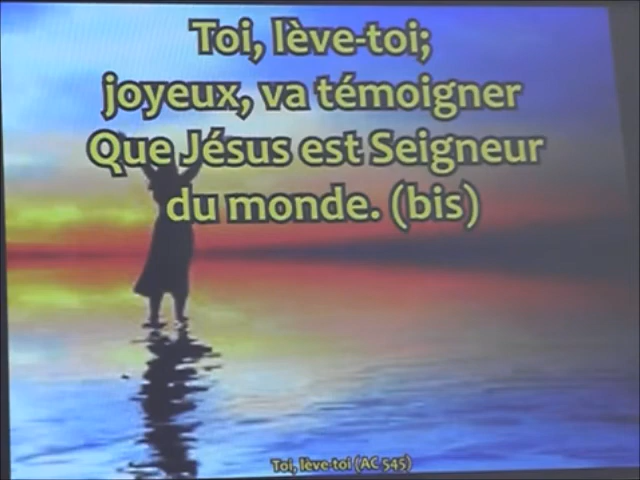 Toi, lève-toi;
joyeux, va témoigner
Que Jésus est Seigneur
du monde. (bis)
Toi, lève-toi (AC 545)